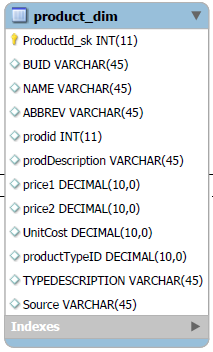 product_dim
ProductId_sk INT(11)
BUID VARCHAR(45)
NAME VARCHAR(45)
ABBREV VARCHAR(45)
prodid INT(11)
prodDescription VARCHAR(45)
price1 DECIMAL(10,0)
price2 DECIMAL(10,0)
UnitCost DECIMAL(10,0)
productTypeID DECIMAL(10,0)
TYPEDESCRIPTION VARCHAR(45)
Source VARCHAR(45)
Indexes